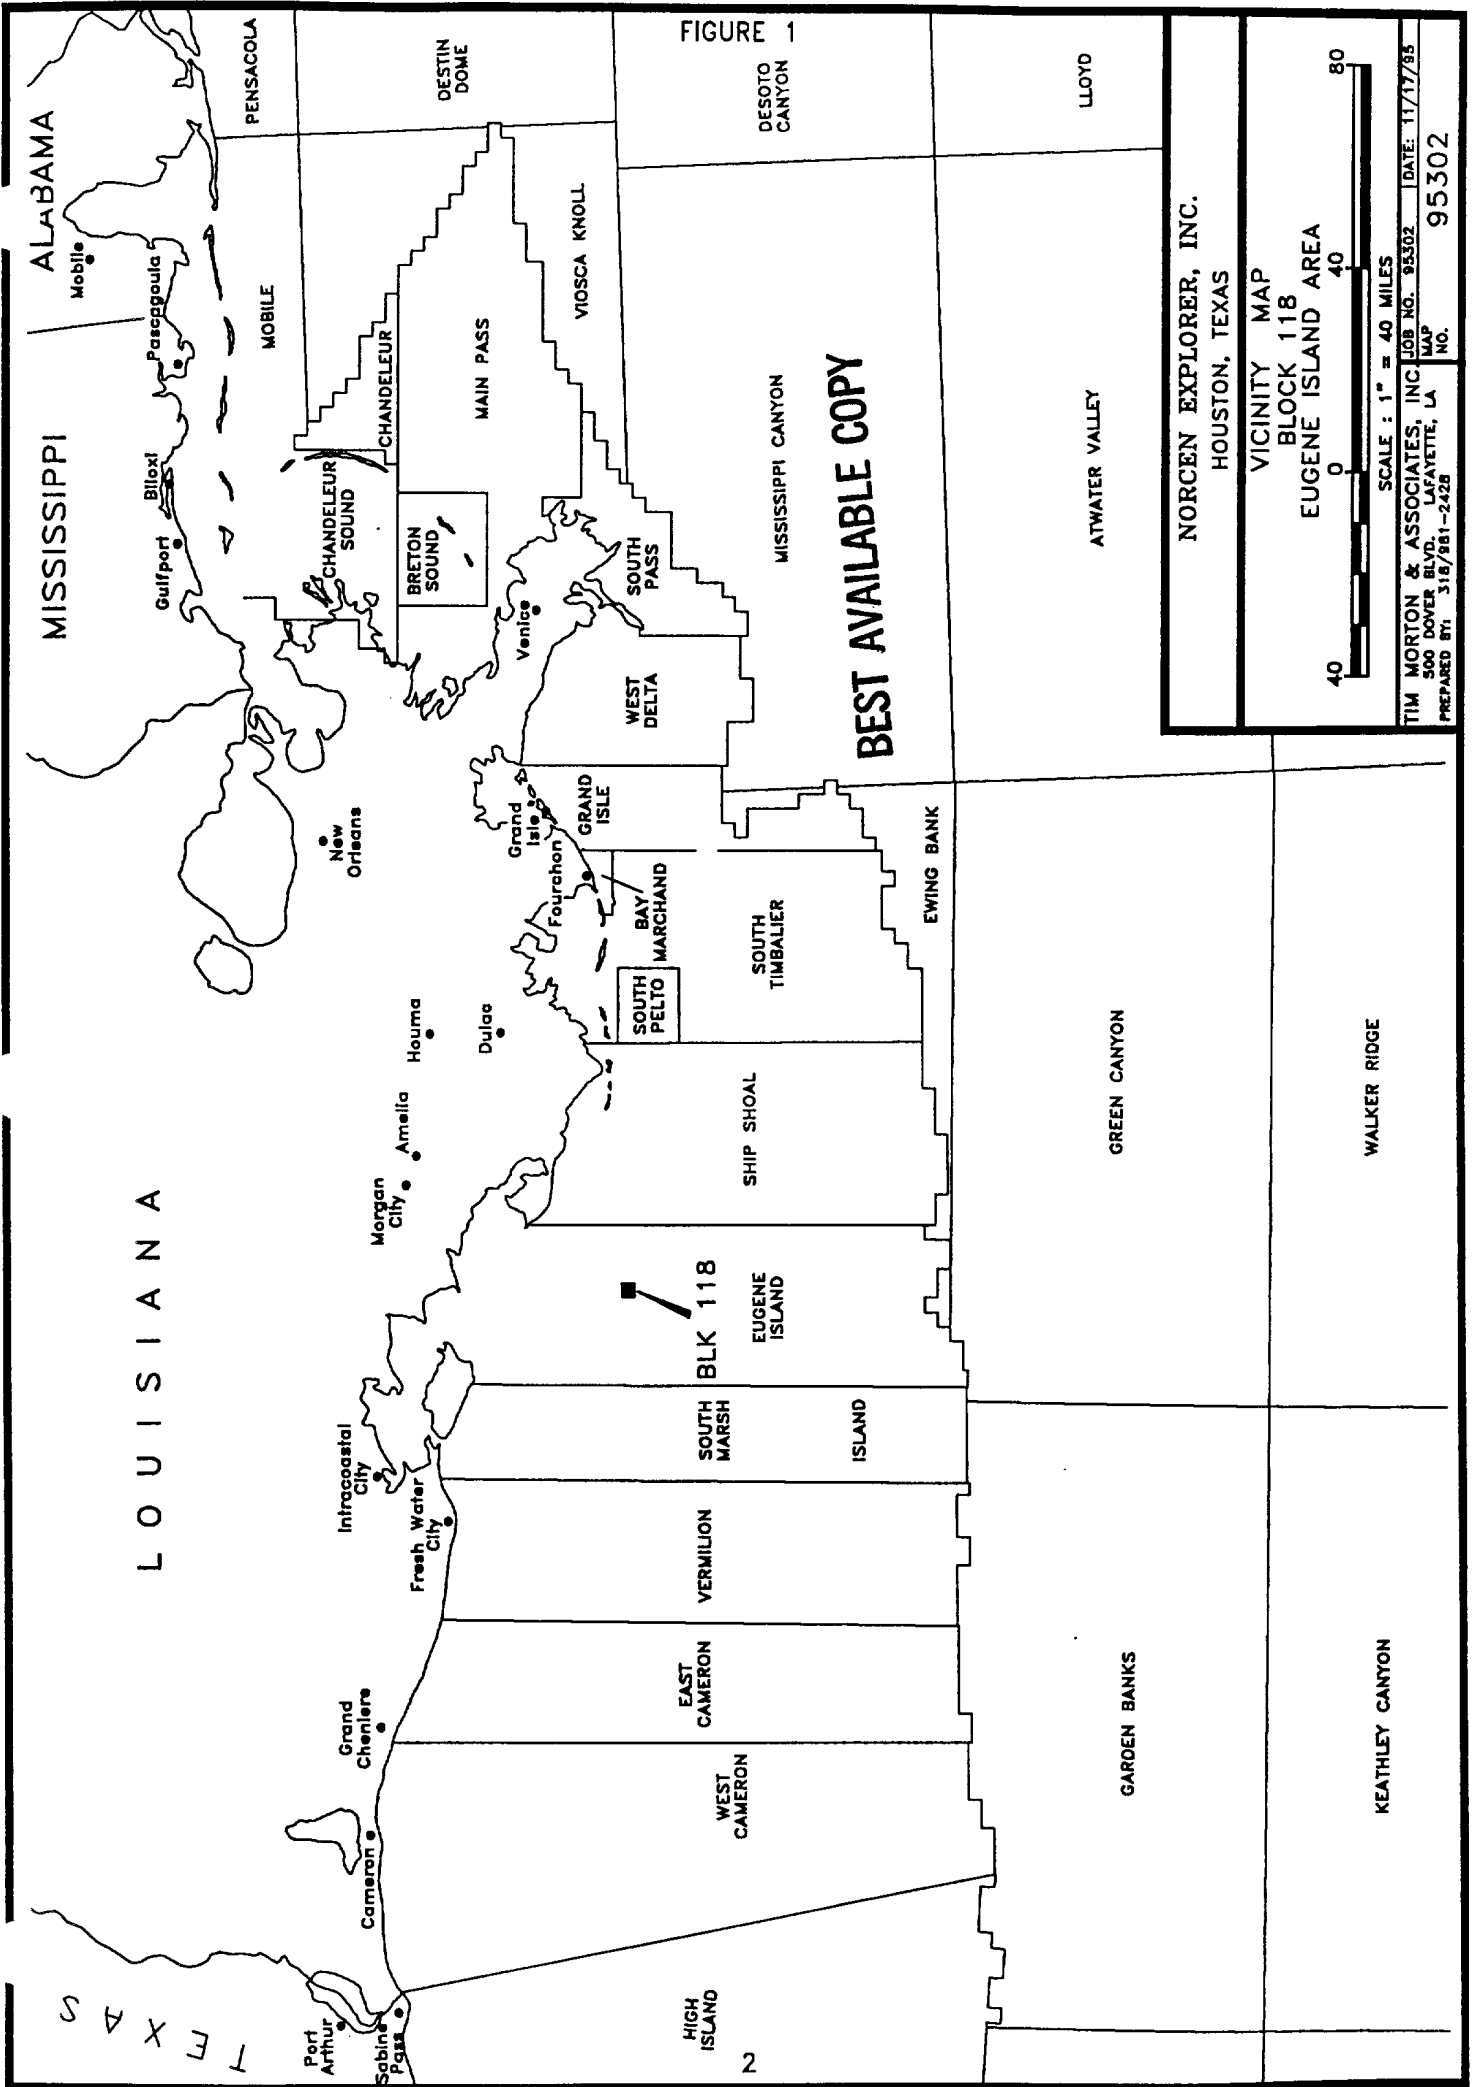 FIGURE 1
TEXAS
LOUISIANA
MISSISSIPPI
ALABAMA
Port
Arthur
Sabine
Pass
Cameron
Grand
Cheniere
Intracoastal
City
Fresh Water
City
Morgan
City
Amelia
Houma
Dulac
New
Orleans
Fourchon
Grand
Isle
Venice
Gulfport
Biloxi
Pascagoula
Mobile
HIGH
ISLAND
WEST
CAMERON
EAST
CAMERON
VERMILION
SOUTH
MARSH
ISLAND
BLK 118
EUGENE
ISLAND
SHIP SHOAL
SOUTH
PELTO
BAY
MARCHAND
SOUTH
TIMBALIER
GRAND
ISLE
WEST
DELTA
SOUTH
PASS
BRETON
SOUND
CHANDELEUR
SOUND
CHANDELEUR
MAIN PASS
MOBILE
VIOSCA KNOLL
PENSACOLA
DESTIN
DOME
DESOTO
CANYON
LLOYD
MISSISSIPPI CANYON
ATWATER VALLEY
EWING BANK
GREEN CANYON
WALKER RIDGE
GARDEN BANKS
KEATHLEY CANYON
BEST AVAILABLE COPY
NORCEN EXPLORER, INC.
HOUSTON, TEXAS
VICINITY MAP
BLOCK 118
EUGENE ISLAND AREA
40 0 40 80
SCALE : 1" = 40 MILES
TIM MORTON & ASSOCIATES, INC.
500 DOVER BLVD. LAFAYETTE, LA
PREPARED BY: 318/981-2428
JOB NO. 95302
DATE: 11/17/95
MAP
NO.
95302
2